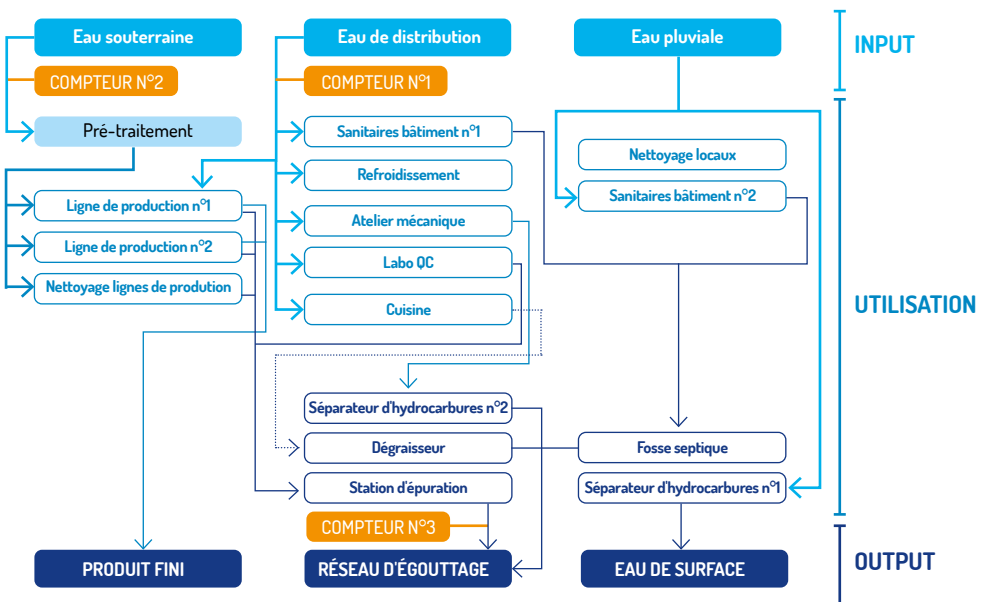 Eau souterraine
Eau de distribution
Eau pluviale
INPUT
COMPTEUR N°2
COMPTEUR N°1
Pré-traitement
Sanitaires bâtiment n°1
Nettoyage locaux
Refroidissement
Sanitaires bâtiment n°2
Ligne de production n°1
Atelier mécanique
Ligne de production n°2
Labo QC
Nettoyage lignes de prodution
Cuisine
UTILISATION
Séparateur d'hydrocarbures n°2
Dégraisseur
Fosse septique
Station d'épuration
Séparateur d'hydrocarbures n°1
COMPTEUR N°3
PRODUIT FINI
RÉSEAU D'ÉGOUTTAGE
EAU DE SURFACE
OUTPUT